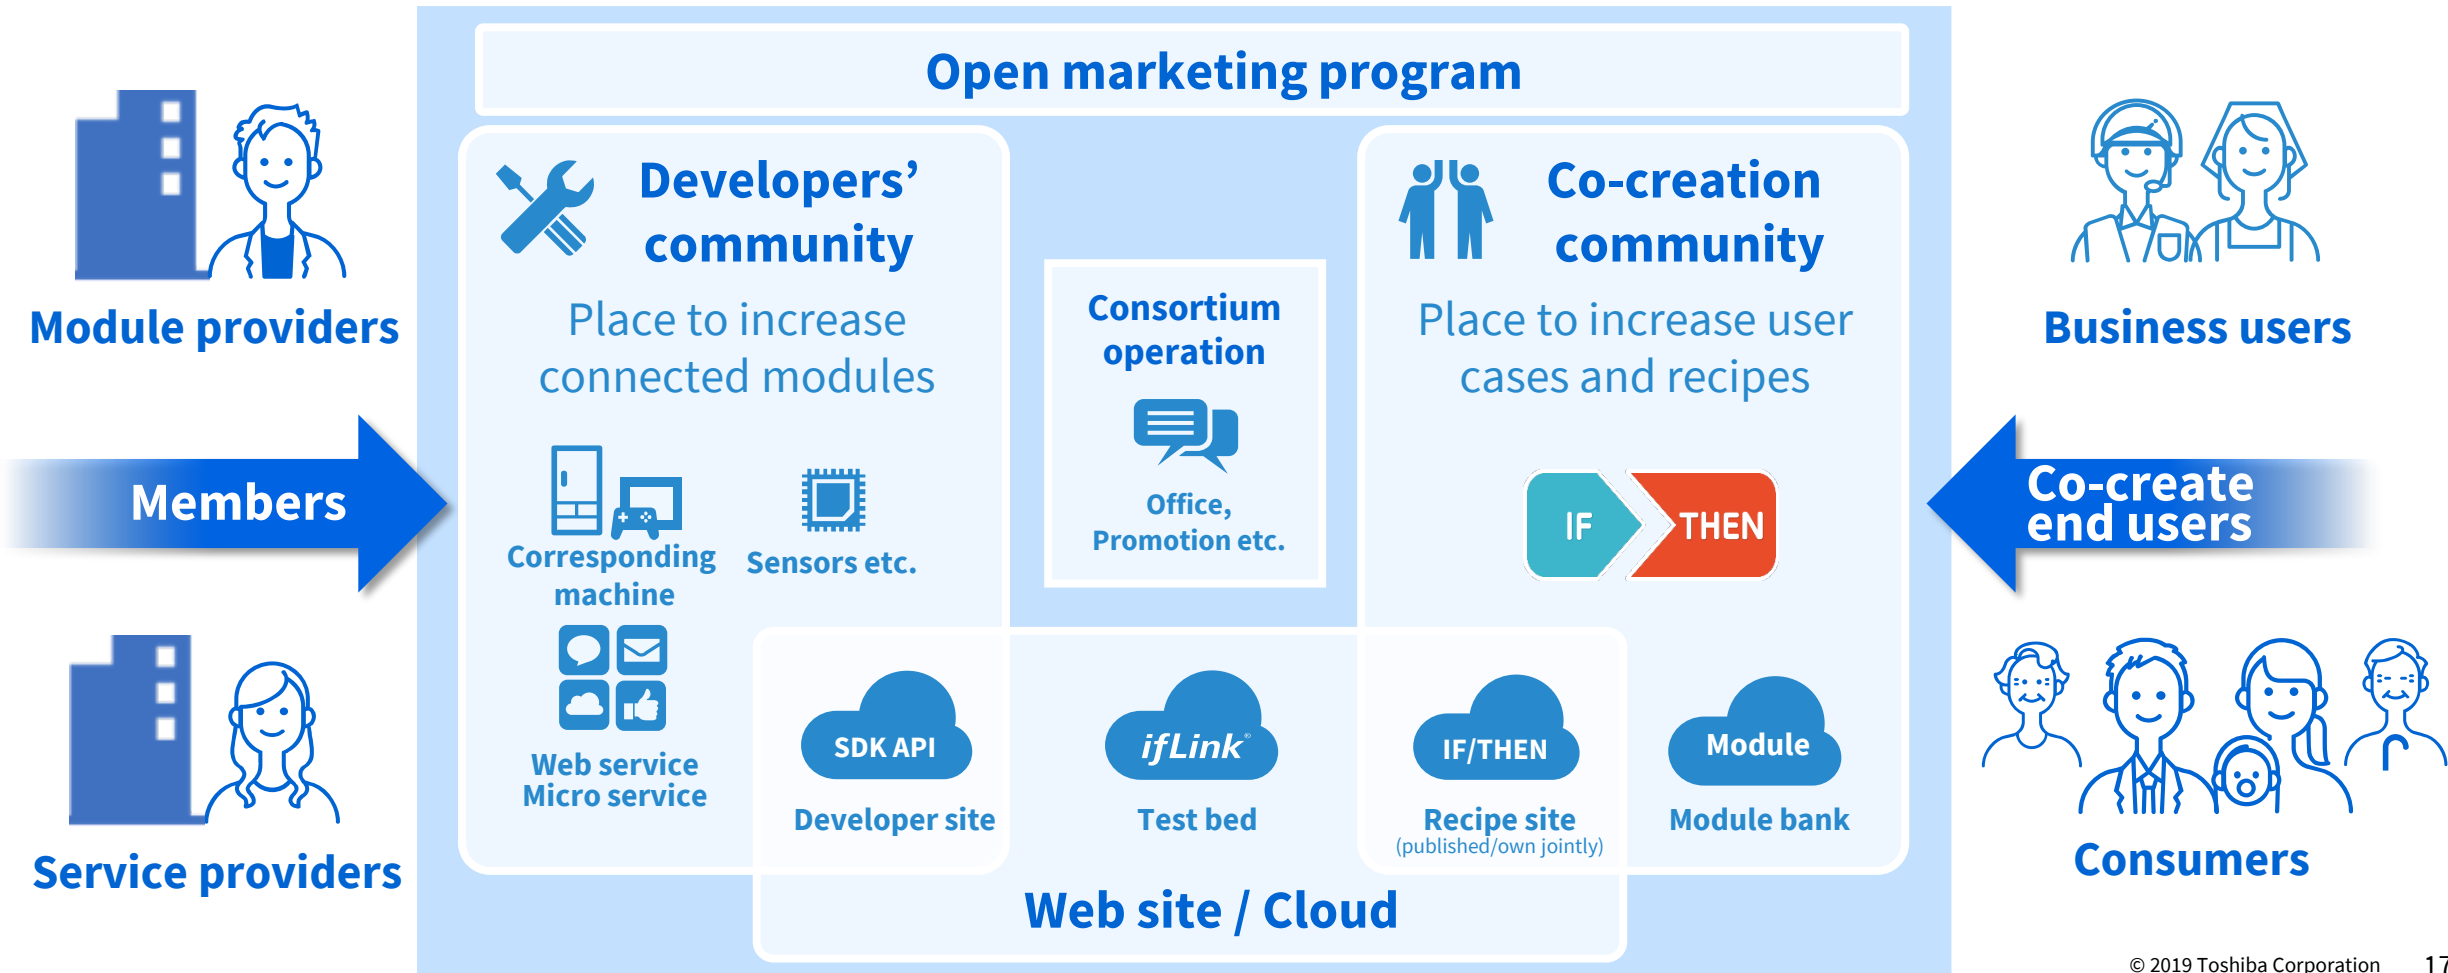 Open marketing program
Module providers
Members
Service providers
Developers’
community
Place to increase
connected modules
Corresponding
machine
Sensors etc.
Web service
Micro service
Consortium
operation
Office,
Promotion etc.
Co-creation
community
Place to increase user
cases and recipes
IF
THEN
SDK API
Developer site
ifLink®
Test bed
IF/THEN
Recipe site
(published/own jointly)
Module
Module bank
Web site / Cloud
Business users
Co-create
end users
Consumers
© 2019 Toshiba Corporation 17